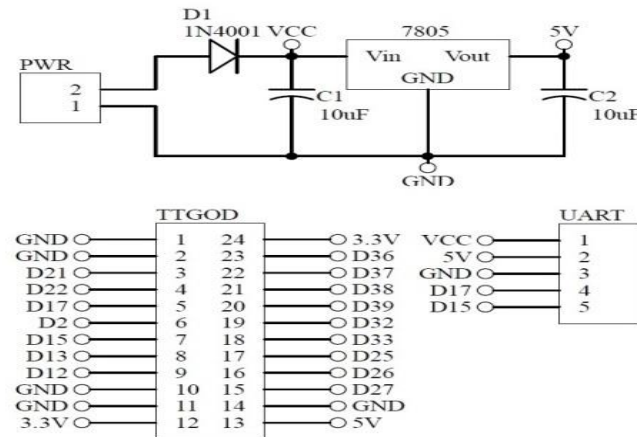 D1
1N4001 VCC 7805 5V
PWR Vin Vout
2 GND
1 C1 C2
10uF 10uF
GND
TTGOD UART
GND 1 24 3.3V
GND 2 23 D36 VCC 1
D21 3 22 D37 5V 2
D22 4 21 D38 GND 3
D17 5 20 D39 D17 4
D2 6 19 D32 D15 5
D15 7 18 D33
D13 8 17 D25
D12 9 16 D26
GND 10 15 D27
GND 11 14 GND
3.3V 12 13 5V